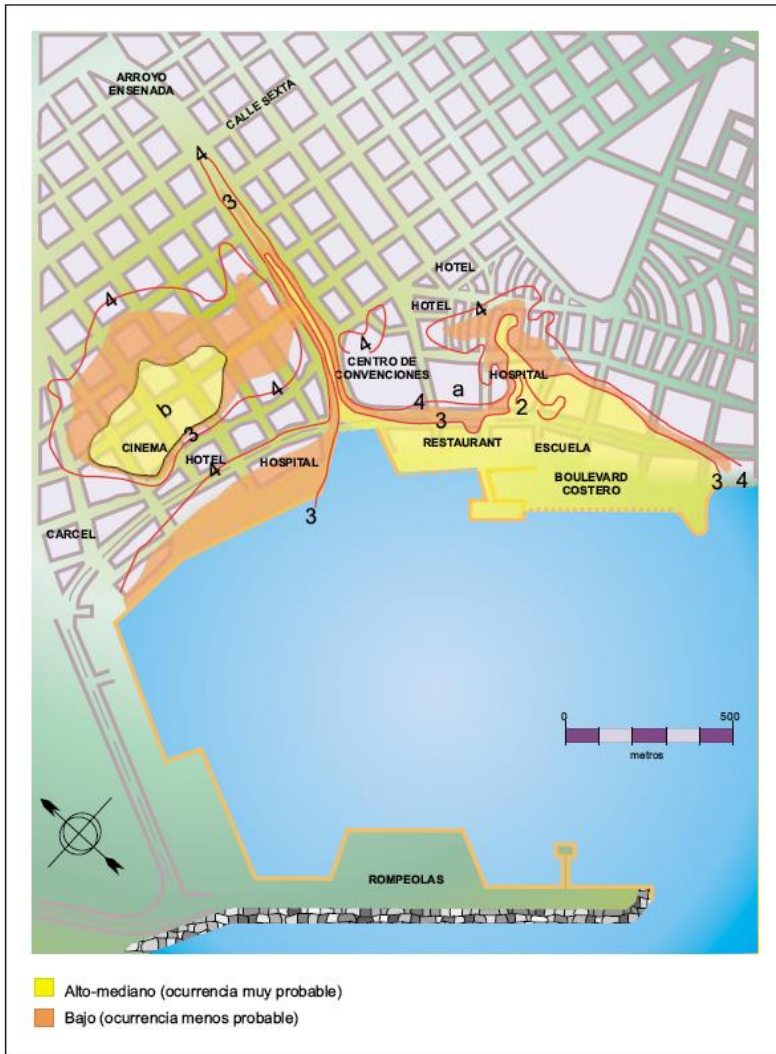 ARROYO
ENSENADA
CALLE SEXTA
4
3
HOTEL
4
HOTEL
4
4
CENTRO DE
CONVENCIONES
a
HOSPITAL
4
b
4
3
2
3
CINEMA
HOTEL
4
HOSPITAL
RESTAURANT
ESCUELA
BOULEVARD
COSTERO
3
4
3
CARCEL
0
500
metros
ROMPEOLAS
Alto-mediano (ocurrencia muy probable)
Bajo (ocurrencia menos probable)